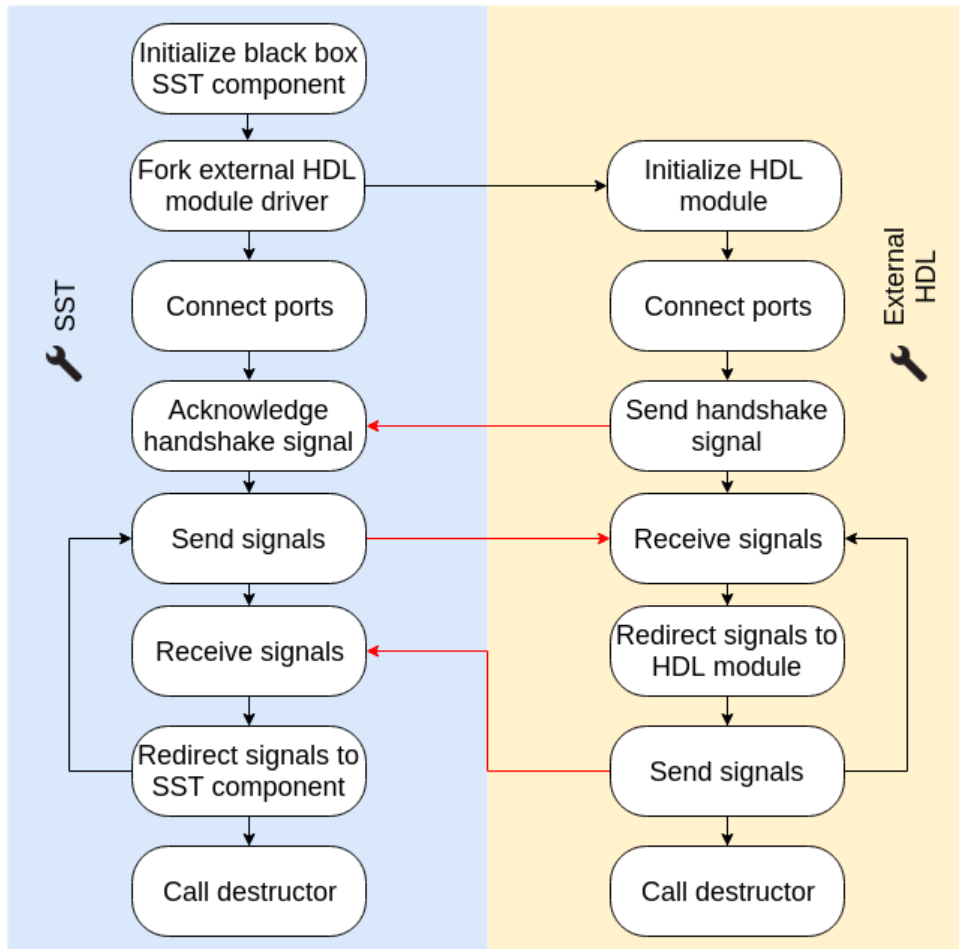 Initialize black box
SST component
Fork external HDL
module driver
Initialize HDL
module
Connect ports
Connect ports
SST
External
HDL
Acknowledge
handshake signal
Send handshake
signal
Send signals
Receive signals
Receive signals
Redirect signals to
HDL module
Redirect signals to
SST component
Send signals
Call destructor
Call destructor